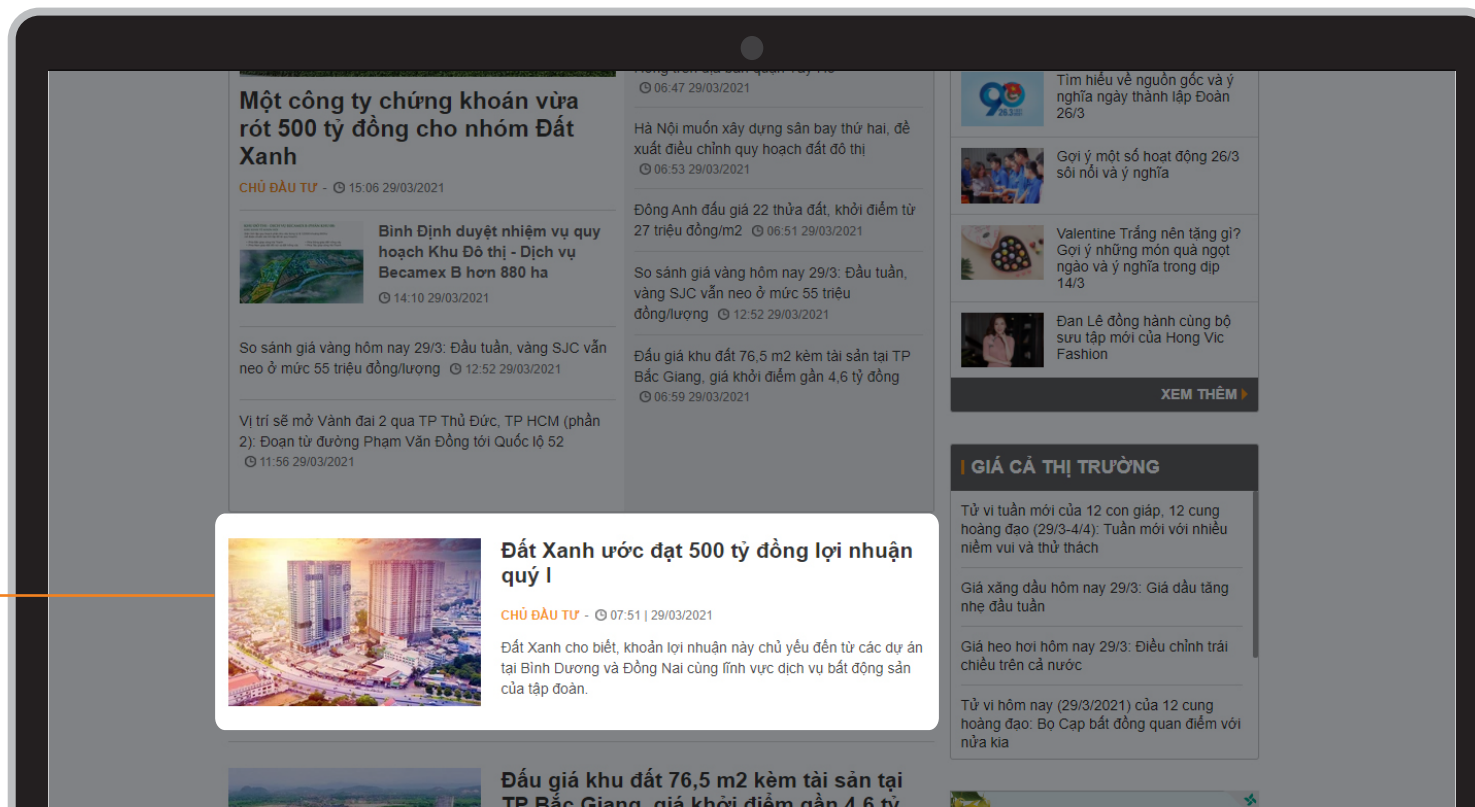 Một công ty chứng khoán vừa
rót 500 tỷ đồng cho nhóm Đất
Xanh
CHỦ ĐẦU TƯ - 15:06 29/03/2021
Bình Định duyệt nhiệm vụ quy
hoạch Khu Đô thị - Dịch vụ
Becamex B hơn 880 ha
14:10 29/03/2021
So sánh giá vàng hôm nay 29/3: Đầu tuần, vàng SJC vẫn
neo ở mức 55 triệu đồng/lượng 12:52 29/03/2021
Vị trí sẽ mở Vành đai 2 qua TP Thủ Đức, TP HCM (phần
2): Đoạn từ đường Phạm Văn Đồng tới Quốc lộ 52
11:56 29/03/2021
06:47 29/03/2021
Hà Nội muốn xây dựng sân bay thứ hai, đề
xuất điều chỉnh quy hoạch đất đô thị
06:53 29/03/2021
Đông Anh đấu giá 22 thửa đất, khởi điểm từ
27 triệu đồng/m2 06:51 29/03/2021
So sánh giá vàng hôm nay 29/3: Đầu tuần,
vàng SJC vẫn neo ở mức 55 triệu
đồng/lượng 12:52 29/03/2021
Đấu giá khu đất 76,5 m2 kèm tài sản tại TP
Bắc Giang, giá khởi điểm gần 4,6 tỷ đồng
06:59 29/03/2021
Tìm hiểu về nguồn gốc và ý
nghĩa ngày thành lập Đoàn
26/3
Gợi ý một số hoạt động 26/3
sôi nổi và ý nghĩa
Valentine Trắng nên tặng gì?
Gợi ý những món quà ngọt
ngào và ý nghĩa trong dịp
14/3
Đan Lê đồng hành cùng bộ
sưu tập mới của Hong Vic
Fashion
XEM THÊM
GIÁ CẢ THỊ TRƯỜNG
Tử vi tuần mới của 12 con giáp, 12 cung
hoàng đạo (29/3-4/4): Tuần mới với nhiều
niềm vui và thử thách
Giá xăng dầu hôm nay 29/3: Giá dầu tăng
nhẹ đầu tuần
Giá heo hơi hôm nay 29/3: Điều chỉnh trái
chiều trên cả nước
Tử vi hôm nay (29/3/2021) của 12 cung
hoàng đạo: Bọ Cạp bất đồng quan điểm với
nửa kia
Đất Xanh ước đạt 500 tỷ đồng lợi nhuận
quý I
CHỦ ĐẦU TƯ - 07:51 | 29/03/2021
Đất Xanh cho biết, khoản lợi nhuận này chủ yếu đến từ các dự án
tại Bình Dương và Đồng Nai cùng lĩnh vực dịch vụ bất động sản
của tập đoàn.
Đấu giá khu đất 76,5 m2 kèm tài sản tại
TP Bắc Giang, giá khởi điểm gần 4,6 tỷ